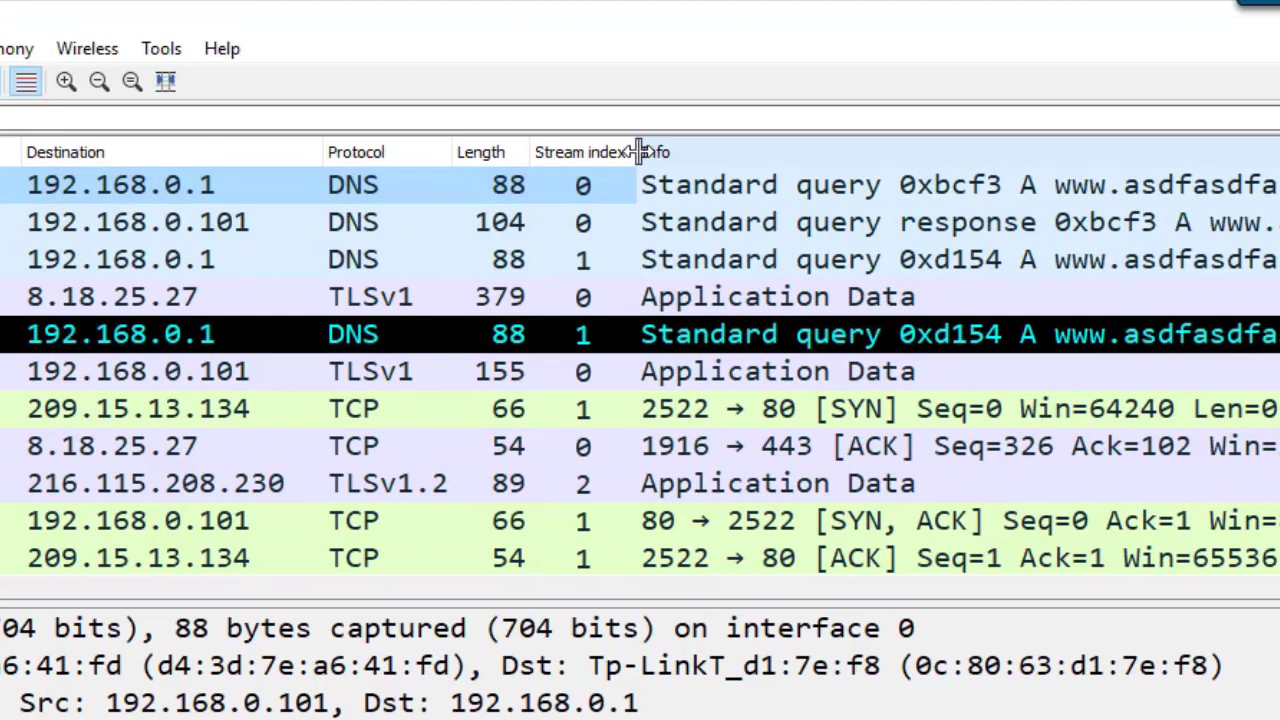 mony Wireless Tools Help
Destination Protocol Length Stream index Info
192.168.0.1 DNS 88 0 Standard query 0xbcf3 A www.asdfasdfa
192.168.0.101 DNS 104 0 Standard query response 0xbcf3 A www.
192.168.0.1 DNS 88 1 Standard query 0xd154 A www.asdfasdfa
8.18.25.27 TLSv1 379 0 Application Data
192.168.0.1 DNS 88 1 Standard query 0xd154 A www.asdfasdfa
192.168.0.101 TLSv1 155 0 Application Data
209.15.13.134 TCP 66 1 2522 → 80 [SYN] Seq=0 Win=64240 Len=0
8.18.25.27 TCP 54 0 1916 → 443 [ACK] Seq=326 Ack=102 Win=
216.115.208.230 TLSv1.2 89 2 Application Data
192.168.0.101 TCP 66 1 80 → 2522 [SYN, ACK] Seq=0 Ack=1 Win=
209.15.13.134 TCP 54 1 2522 → 80 [ACK] Seq=1 Ack=1 Win=65536
04 bits), 88 bytes captured (704 bits) on interface 0
a6:41:fd (d4:3d:7e:a6:41:fd), Dst: Tp-LinkT_d1:7e:f8 (0c:80:63:d1:7e:f8)
Src: 192.168.0.101, Dst: 192.168.0.1